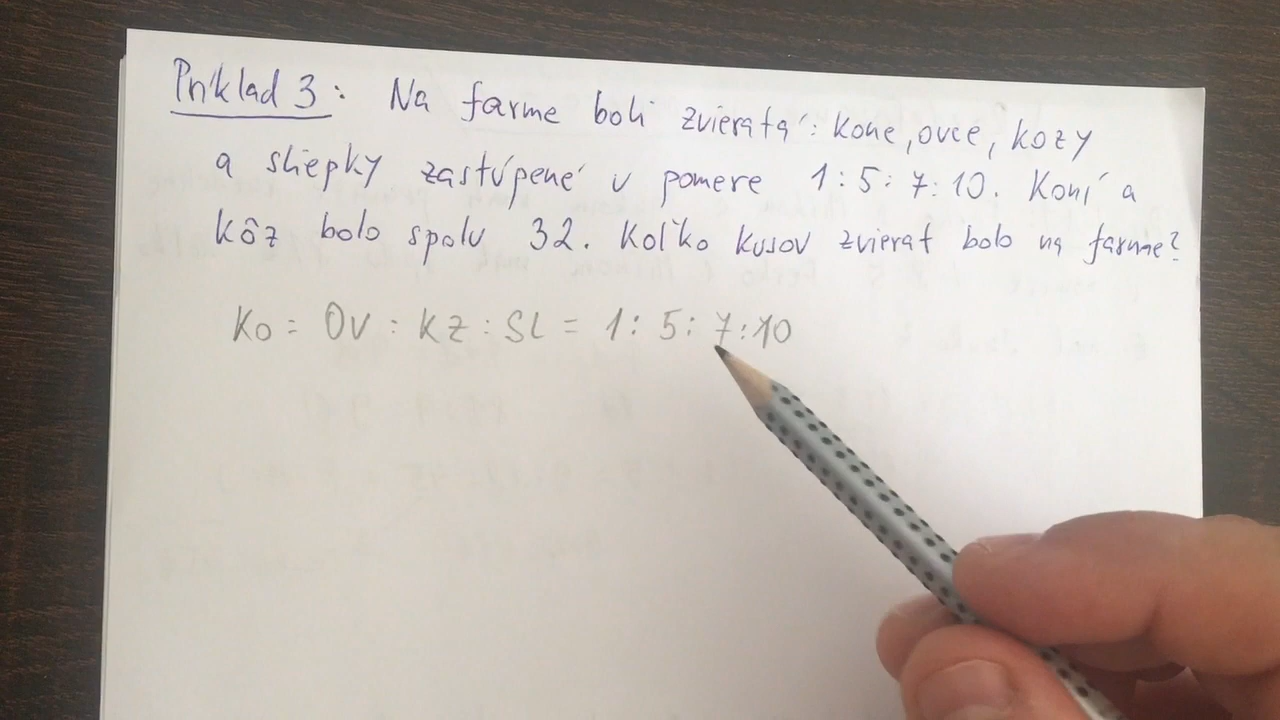 Príklad 3: Na farme boli zvieratá: kone, ovce, kozy
a sliepky zastúpené v pomere 1:5:7:10. Koní a
kôz bolo spolu 32. Koľko kusov zvierat bolo na farme?
KO : OV : KZ : SL = 1:5:7:10